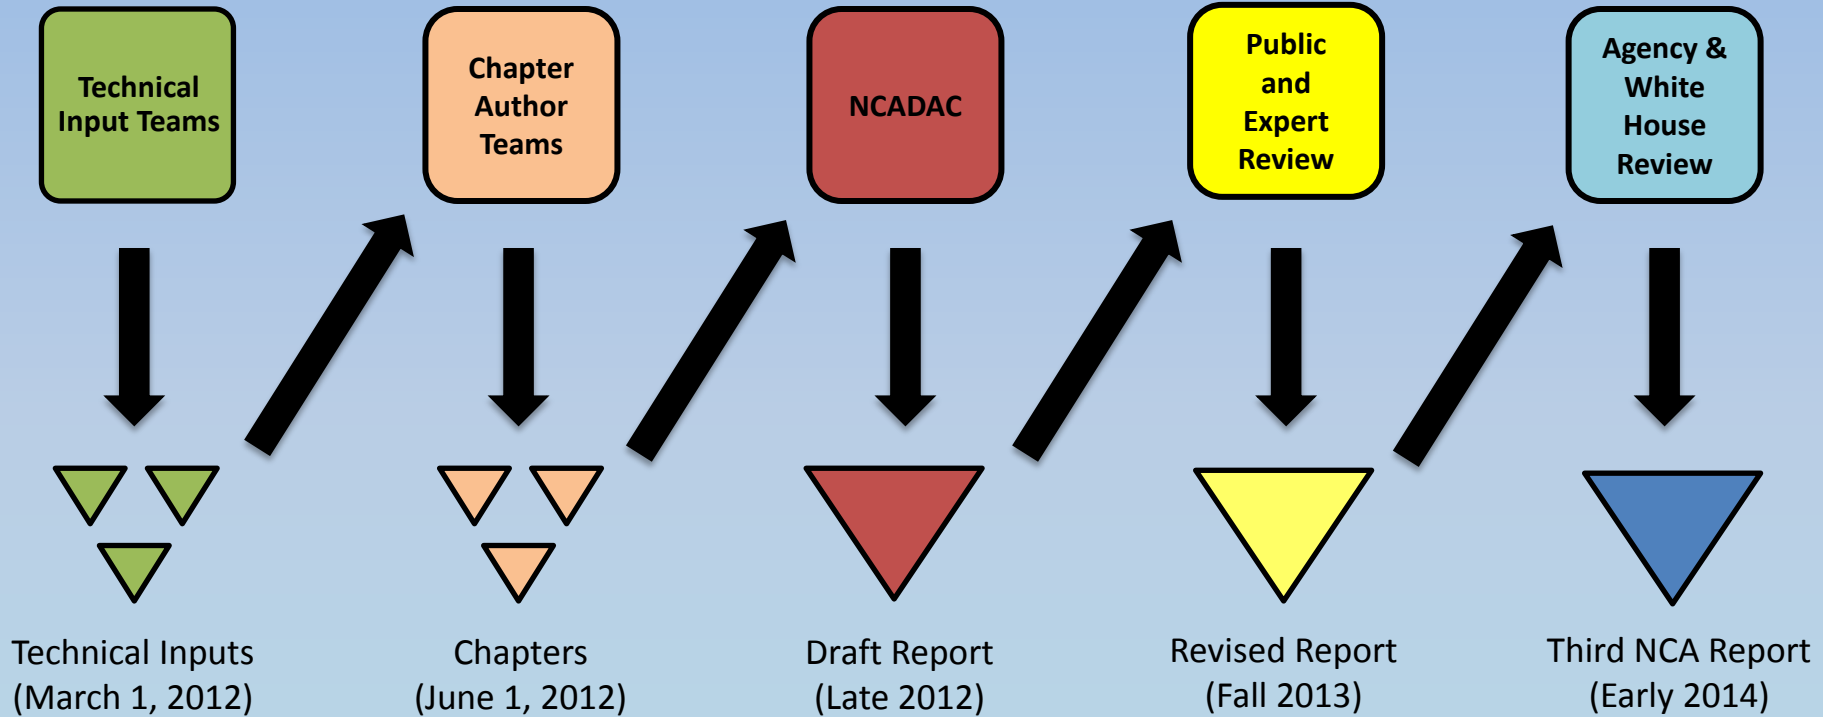 Technical
Input Teams
Chapter
Author
Teams
NCADAC
Public
and
Expert
Review
Agency &
White
House
Review
Technical Inputs
(March 1, 2012)
Chapters
(June 1, 2012)
Draft Report
(Late 2012)
Revised Report
(Fall 2013)
Third NCA Report
(Early 2014)